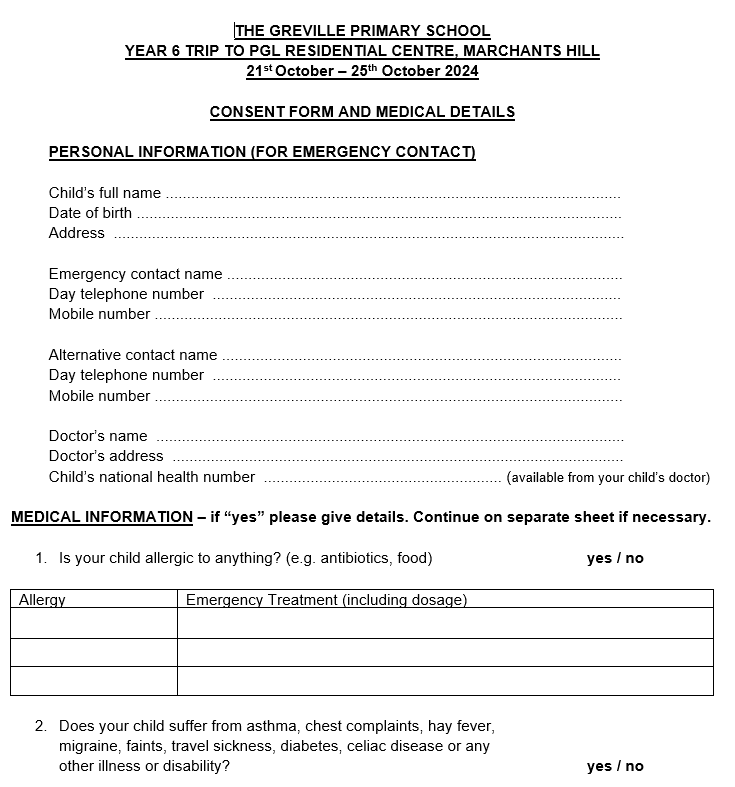 THE GREVILLE PRIMARY SCHOOL
YEAR 6 TRIP TO PGL RESIDENTIAL CENTRE, MARCHANTS HILL
21st October – 25th October 2024
CONSENT FORM AND MEDICAL DETAILS
PERSONAL INFORMATION (FOR EMERGENCY CONTACT)
Child's full name ..........................................................................................................
Date of birth ..................................................................................................................
Address ........................................................................................................................
Emergency contact name .............................................................................................
Day telephone number ................................................................................................
Mobile number ..............................................................................................................
Alternative contact name ..............................................................................................
Day telephone number ................................................................................................
Mobile number ..............................................................................................................
Doctor's name ..............................................................................................................
Doctor's address ..........................................................................................................
Child's national health number ........................................................ (available from your child's doctor)
MEDICAL INFORMATION – if “yes” please give details. Continue on separate sheet if necessary.
1. Is your child allergic to anything? (e.g. antibiotics, food) yes / no
Allergy Emergency Treatment (including dosage)
2. Does your child suffer from asthma, chest complaints, hay fever,
migraine, faints, travel sickness, diabetes, celiac disease or any
other illness or disability? yes / no